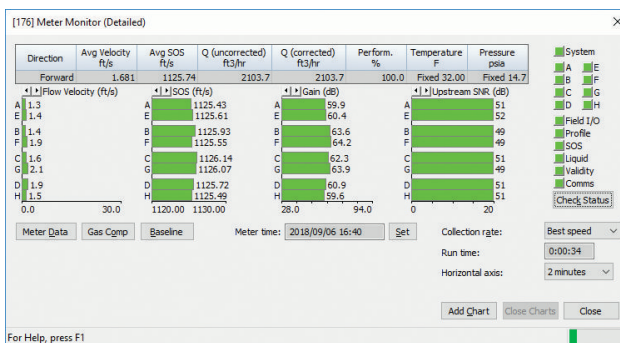 [176] Meter Monitor (Detailed)
Direction Avg Velocity ft/s Avg SOS ft/s Q (uncorrected) ft3/hr Q (corrected) ft3/hr Perform. % Temperature F Pressure psia
Forward 1.681 1125.74 2103.7 2103.7 100.0 Fixed 32.00 Fixed 14.7
Flow Velocity (ft/s) SOS (ft/s) Gain (dB) Upstream SNR (dB)
A 1.3 A 1125.43 A 59.9 A 51
E 1.4 E 1125.61 E 60.4 E 52
B 1.4 B 1125.93 B 63.6 B 49
F 1.9 F 1125.55 F 64.2 F 49
C 1.6 C 1126.14 C 62.3 C 51
G 2.1 G 1126.07 G 63.9 G 49
D 1.9 D 1125.72 D 60.9 D 51
H 1.5 H 1125.49 H 59.6 H 51
0.0 30.0 1120.00 1130.00 28.0 94.0 0 20
System
A E
B F
C G
D H
Field I/O
Profile
SOS
Liquid
Validity
Comms
Check Status
Meter Data Gas Comp Baseline Meter time: 2018/09/06 16:40 Set Collection rate: Best speed
Run time: 0:00:34
Horizontal axis: 2 minutes
Add Chart Close Charts Close
For Help, press F1